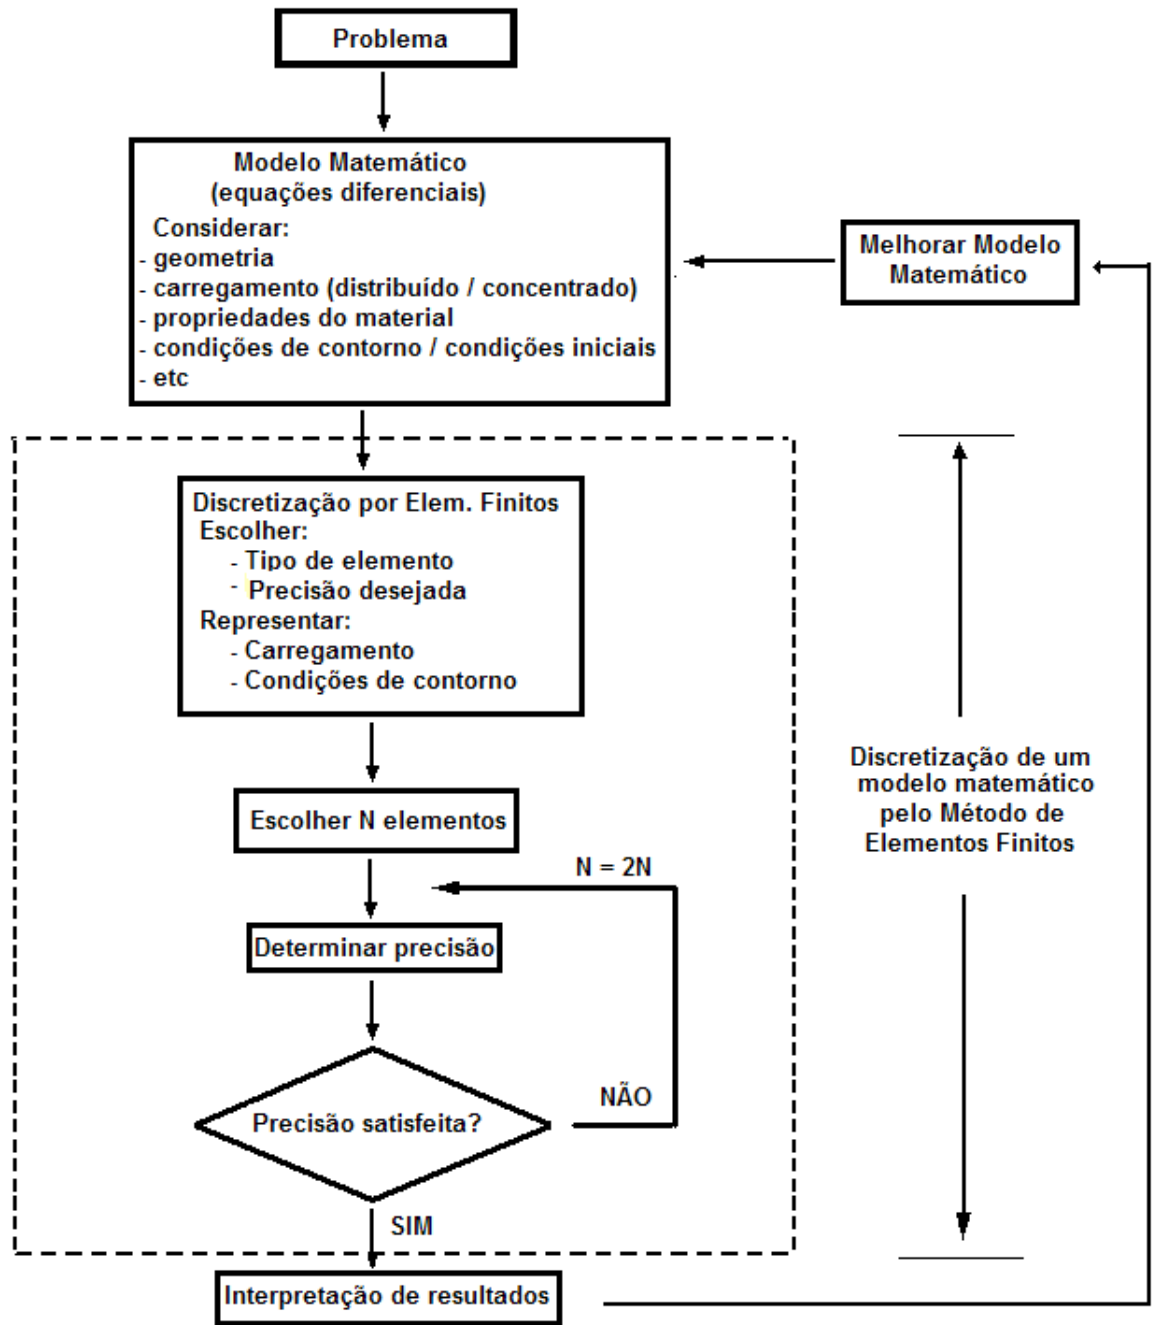 Problema
Modelo Matemático
(equações diferenciais)
Considerar:
- geometria
- carregamento (distribuído / concentrado)
- propriedades do material
- condições de contorno / condições iniciais
- etc
Melhorar Modelo
Matemático
Discretização por Elem. Finitos
Escolher:
- Tipo de elemento
- Precisão desejada
Representar:
- Carregamento
- Condições de contorno
Discretização de um
modelo matemático
pelo Método de
Elementos Finitos
Escolher N elementos
N = 2N
Determinar precisão
NÃO
Precisão satisfeita?
SIM
Interpretação de resultados